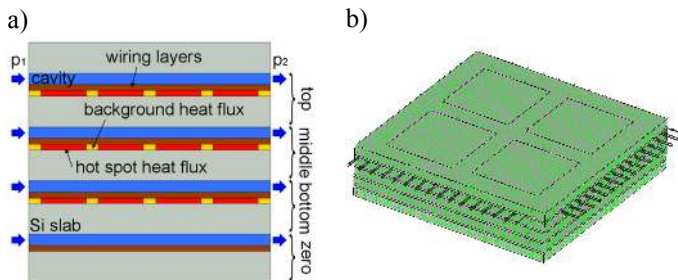 a)
b)
p1
p2
wiring layers
cavity
top
background heat flux
middle
hot spot heat flux
bottom
Si slab
zero